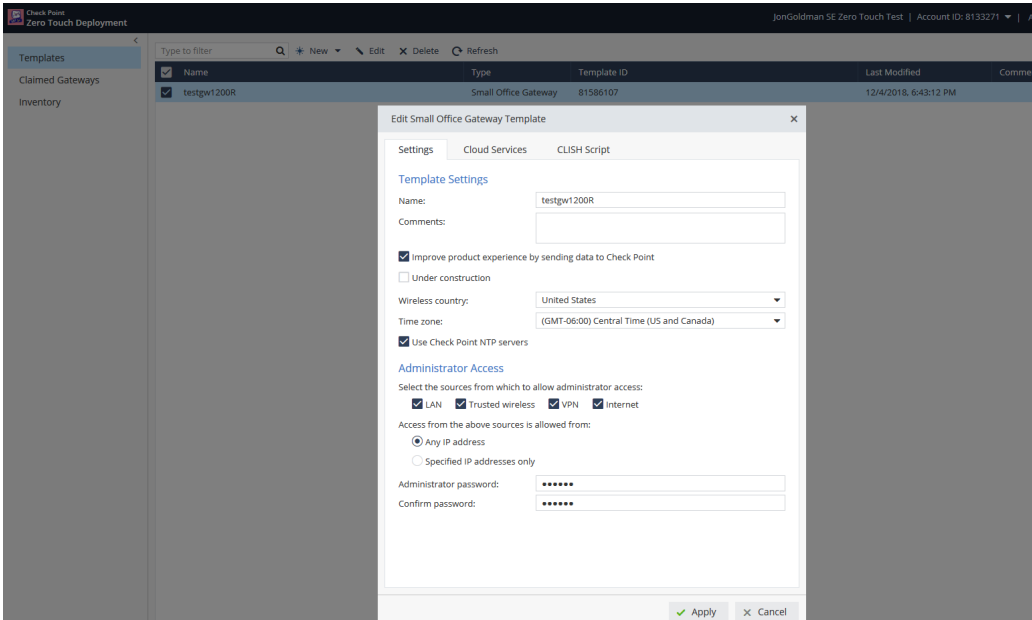 Check Point
Zero Touch Deployment
JonGoldman SE Zero Touch Test | Account ID: 8133271 |
Templates
Claimed Gateways
Inventory
Type to filter New Edit Delete Refresh
Name Type Template ID Last Modified Comme
testgw1200R Small Office Gateway 81586107 12/4/2018, 6:43:12 PM
Edit Small Office Gateway Template
Settings Cloud Services CLISH Script
Template Settings
Name: testgw1200R
Comments:
Improve product experience by sending data to Check Point
Under construction
Wireless country: United States
Time zone: (GMT-06:00) Central Time (US and Canada)
Use Check Point NTP servers
Administrator Access
Select the sources from which to allow administrator access:
LAN Trusted wireless VPN Internet
Access from the above sources is allowed from:
Any IP address
Specified IP addresses only
Administrator password: ••••••
Confirm password: ••••••
Apply Cancel